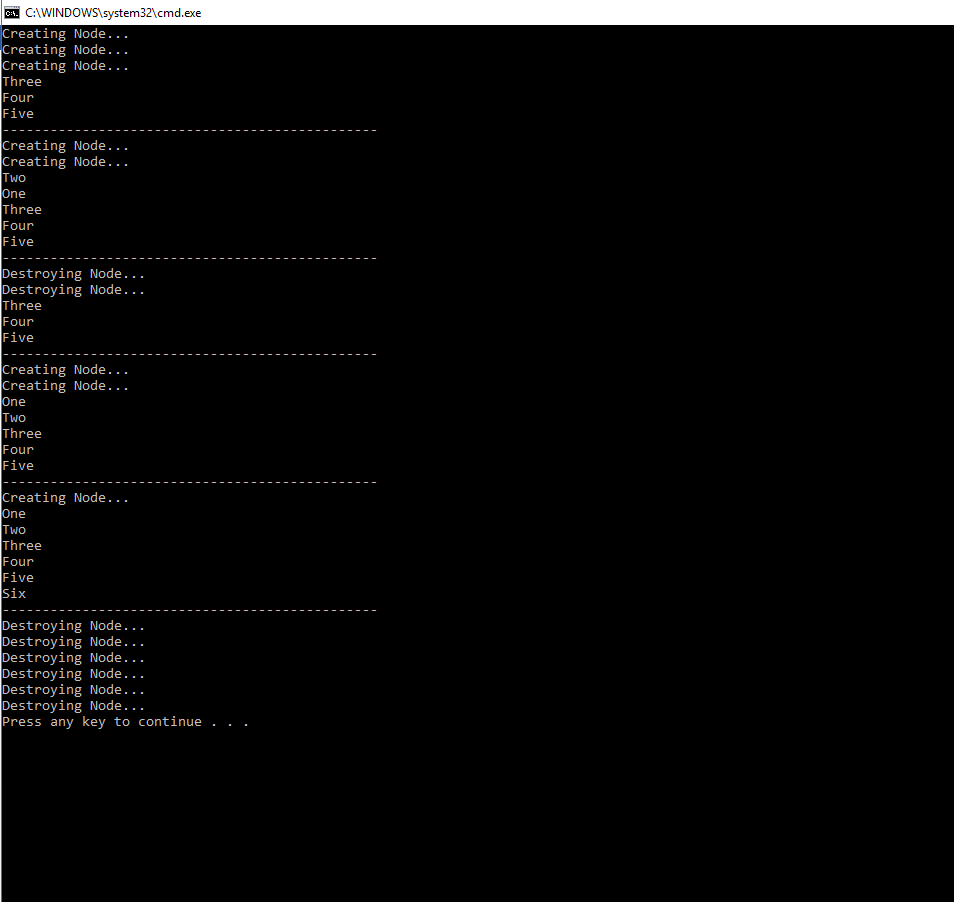 C:\WINDOWS\system32\cmd.exe
Creating Node...
Creating Node...
Creating Node...
Three
Four
Five
-----------------------------------------------
Creating Node...
Creating Node...
Two
One
Three
Four
Five
-----------------------------------------------
Destroying Node...
Destroying Node...
Three
Four
Five
-----------------------------------------------
Creating Node...
Creating Node...
One
Two
Three
Four
Five
-----------------------------------------------
Creating Node...
One
Two
Three
Four
Five
Six
-----------------------------------------------
Destroying Node...
Destroying Node...
Destroying Node...
Destroying Node...
Destroying Node...
Destroying Node...
Press any key to continue . . .